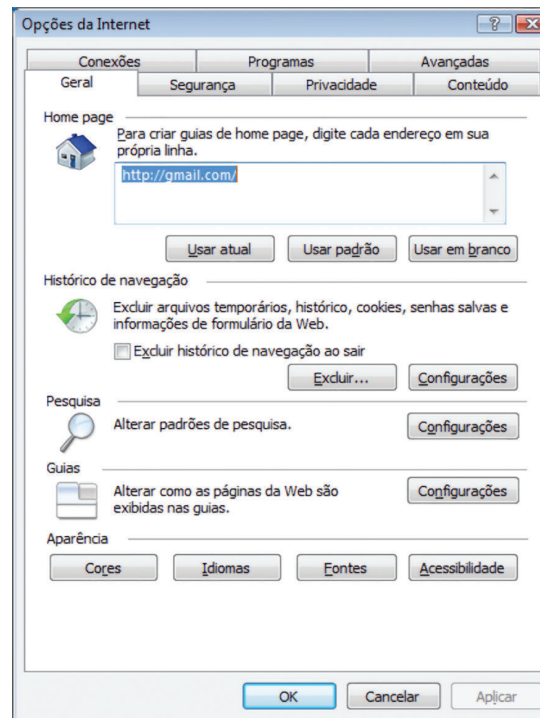 Opções da Internet
Conexões Programas Avançadas
Geral Segurança Privacidade Conteúdo
Home page
Para criar guias de home page, digite cada endereço em sua
própria linha.
http://gmail.com/
Usar atual Usar padrão Usar em branco
Histórico de navegação
Excluir arquivos temporários, histórico, cookies, senhas salvas e
informações de formulário da Web.
Excluir histórico de navegação ao sair
Excluir... Configurações
Pesquisa
Alterar padrões de pesquisa.
Configurações
Guias
Alterar como as páginas da Web são
exibidas nas guias.
Configurações
Aparência
Cores Idiomas Fontes Acessibilidade
OK Cancelar Aplicar